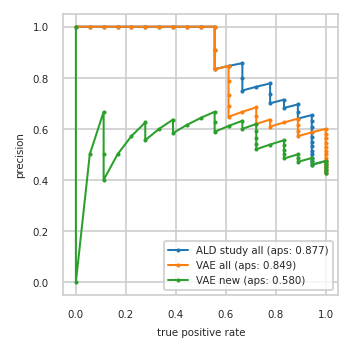 1.0
0.8
0.6
0.4
0.2
0.0
precision
ALD study all (aps: 0.877)
VAE all (aps: 0.849)
VAE new (aps: 0.580)
0.0 0.2 0.4 0.6 0.8 1.0
true positive rate